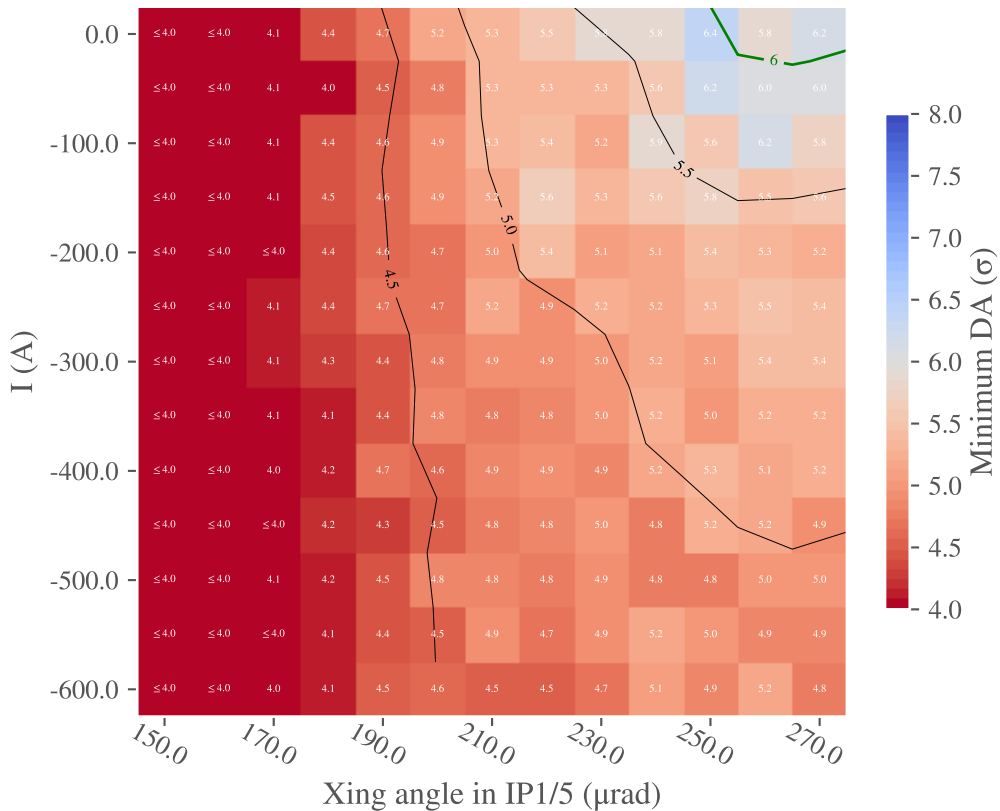 0.0 ≤4.0 ≤4.0 4.1 4.4 4.7 5.2 5.3 5.5 5.8 6.4 5.8 6.2
6
≤4.0 ≤4.0 4.1 4.0 4.5 4.8 5.3 5.3 5.3 5.6 6.2 6.0 6.0
-100.0 ≤4.0 ≤4.0 4.1 4.4 4.6 4.9 5.3 5.4 5.2 5.9 5.6 6.2 5.8
5.5
≤4.0 ≤4.0 4.1 4.5 4.6 4.9 5.2 5.6 5.3 5.6 5.8 5.5 5.6
5.0
-200.0 ≤4.0 ≤4.0 ≤4.0 4.4 4.6 4.7 5.0 5.4 5.1 5.1 5.4 5.3 5.2
4.5
≤4.0 ≤4.0 4.1 4.4 4.7 4.7 5.2 4.9 5.2 5.2 5.3 5.5 5.4
-300.0 ≤4.0 ≤4.0 4.1 4.3 4.4 4.8 4.9 4.9 5.0 5.2 5.1 5.4 5.4
≤4.0 ≤4.0 4.1 4.1 4.4 4.8 4.8 4.8 5.0 5.2 5.0 5.2 5.2
-400.0 ≤4.0 ≤4.0 4.0 4.2 4.7 4.6 4.9 4.9 4.9 5.2 5.3 5.1 5.2
≤4.0 ≤4.0 ≤4.0 4.2 4.3 4.5 4.8 4.8 5.0 4.8 5.2 5.2 4.9
-500.0 ≤4.0 ≤4.0 4.1 4.2 4.5 4.8 4.8 4.8 4.9 4.8 4.8 5.0 5.0
≤4.0 ≤4.0 ≤4.0 4.1 4.4 4.5 4.9 4.7 4.9 5.2 5.0 4.9 4.9
-600.0 ≤4.0 ≤4.0 4.0 4.1 4.5 4.6 4.5 4.5 4.7 5.1 4.9 5.2 4.8
150.0 170.0 190.0 210.0 230.0 250.0 270.0
Xing angle in IP1/5 (μrad)
I (A)
8.0
7.5
7.0
6.5
6.0
5.5
5.0
4.5
4.0
Minimum DA (σ)